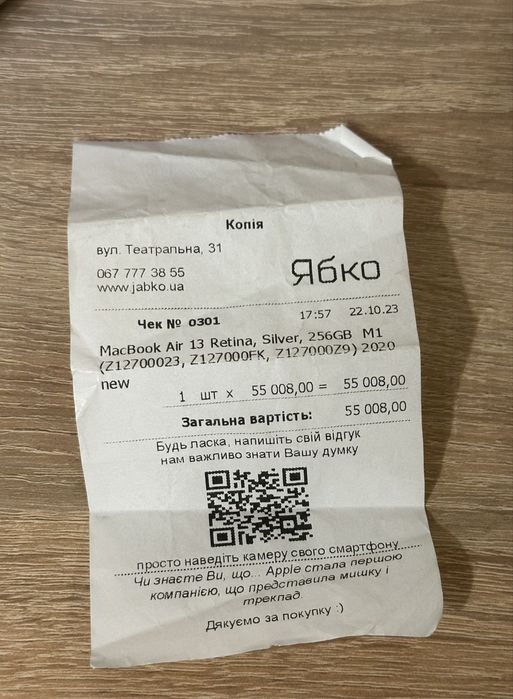 Копія
вул. Театральна, 31
067 777 38 55
www.jabko.ua
Ябко
Чек № 0301 17:57 22.10.23
MacBook Air 13 Retina, Silver, 256GB M1
(Z12700023, Z127000FK, Z127000Z9) 2020
new
1 шт x 55 008,00 = 55 008,00
Загальна вартість: 55 008,00
Будь ласка, напишіть свій відгук
нам важливо знати Вашу думку
просто наведіть камеру свого смартфону
Чи знаєте Ви, що... Apple стала першою
компанією, що представила мишку і
трекпад.
Дякуємо за покупку :)